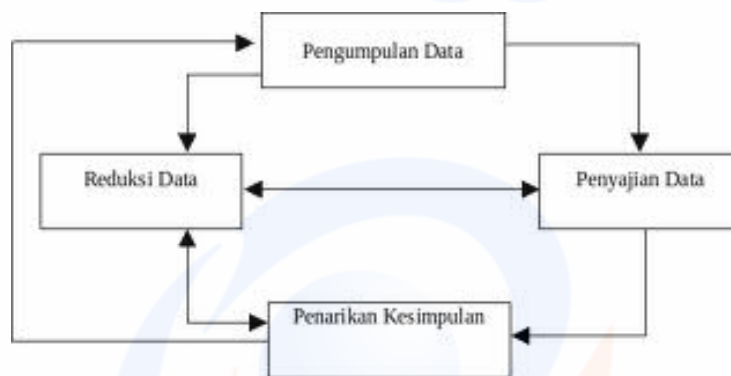 Pengumpulan Data
Reduksi Data
Penyajian Data
Penarikan Kesimpulan